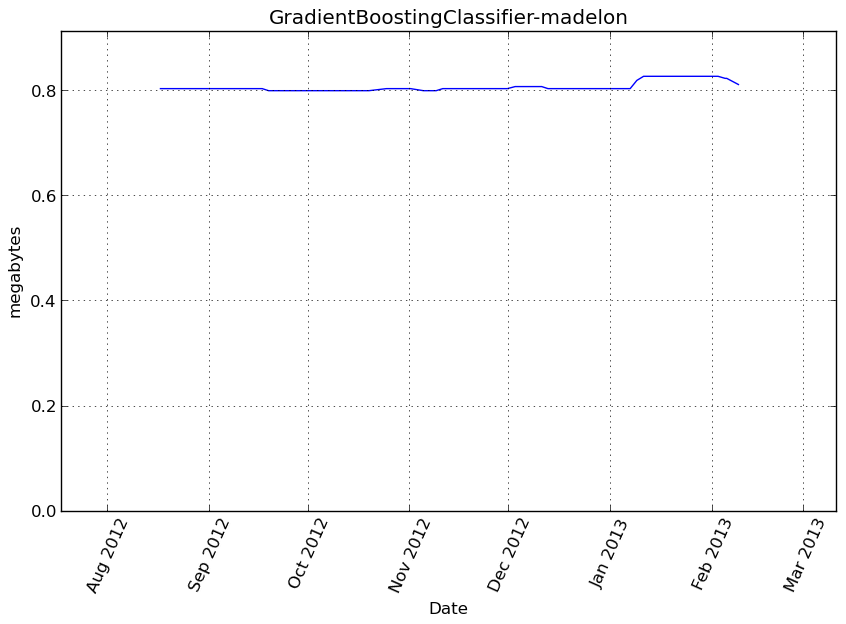 GradientBoostingClassifier-madelon
megabytes
0.8
0.6
0.4
0.2
0.0
Aug 2012
Sep 2012
Oct 2012
Nov 2012
Dec 2012
Jan 2013
Feb 2013
Mar 2013
Date